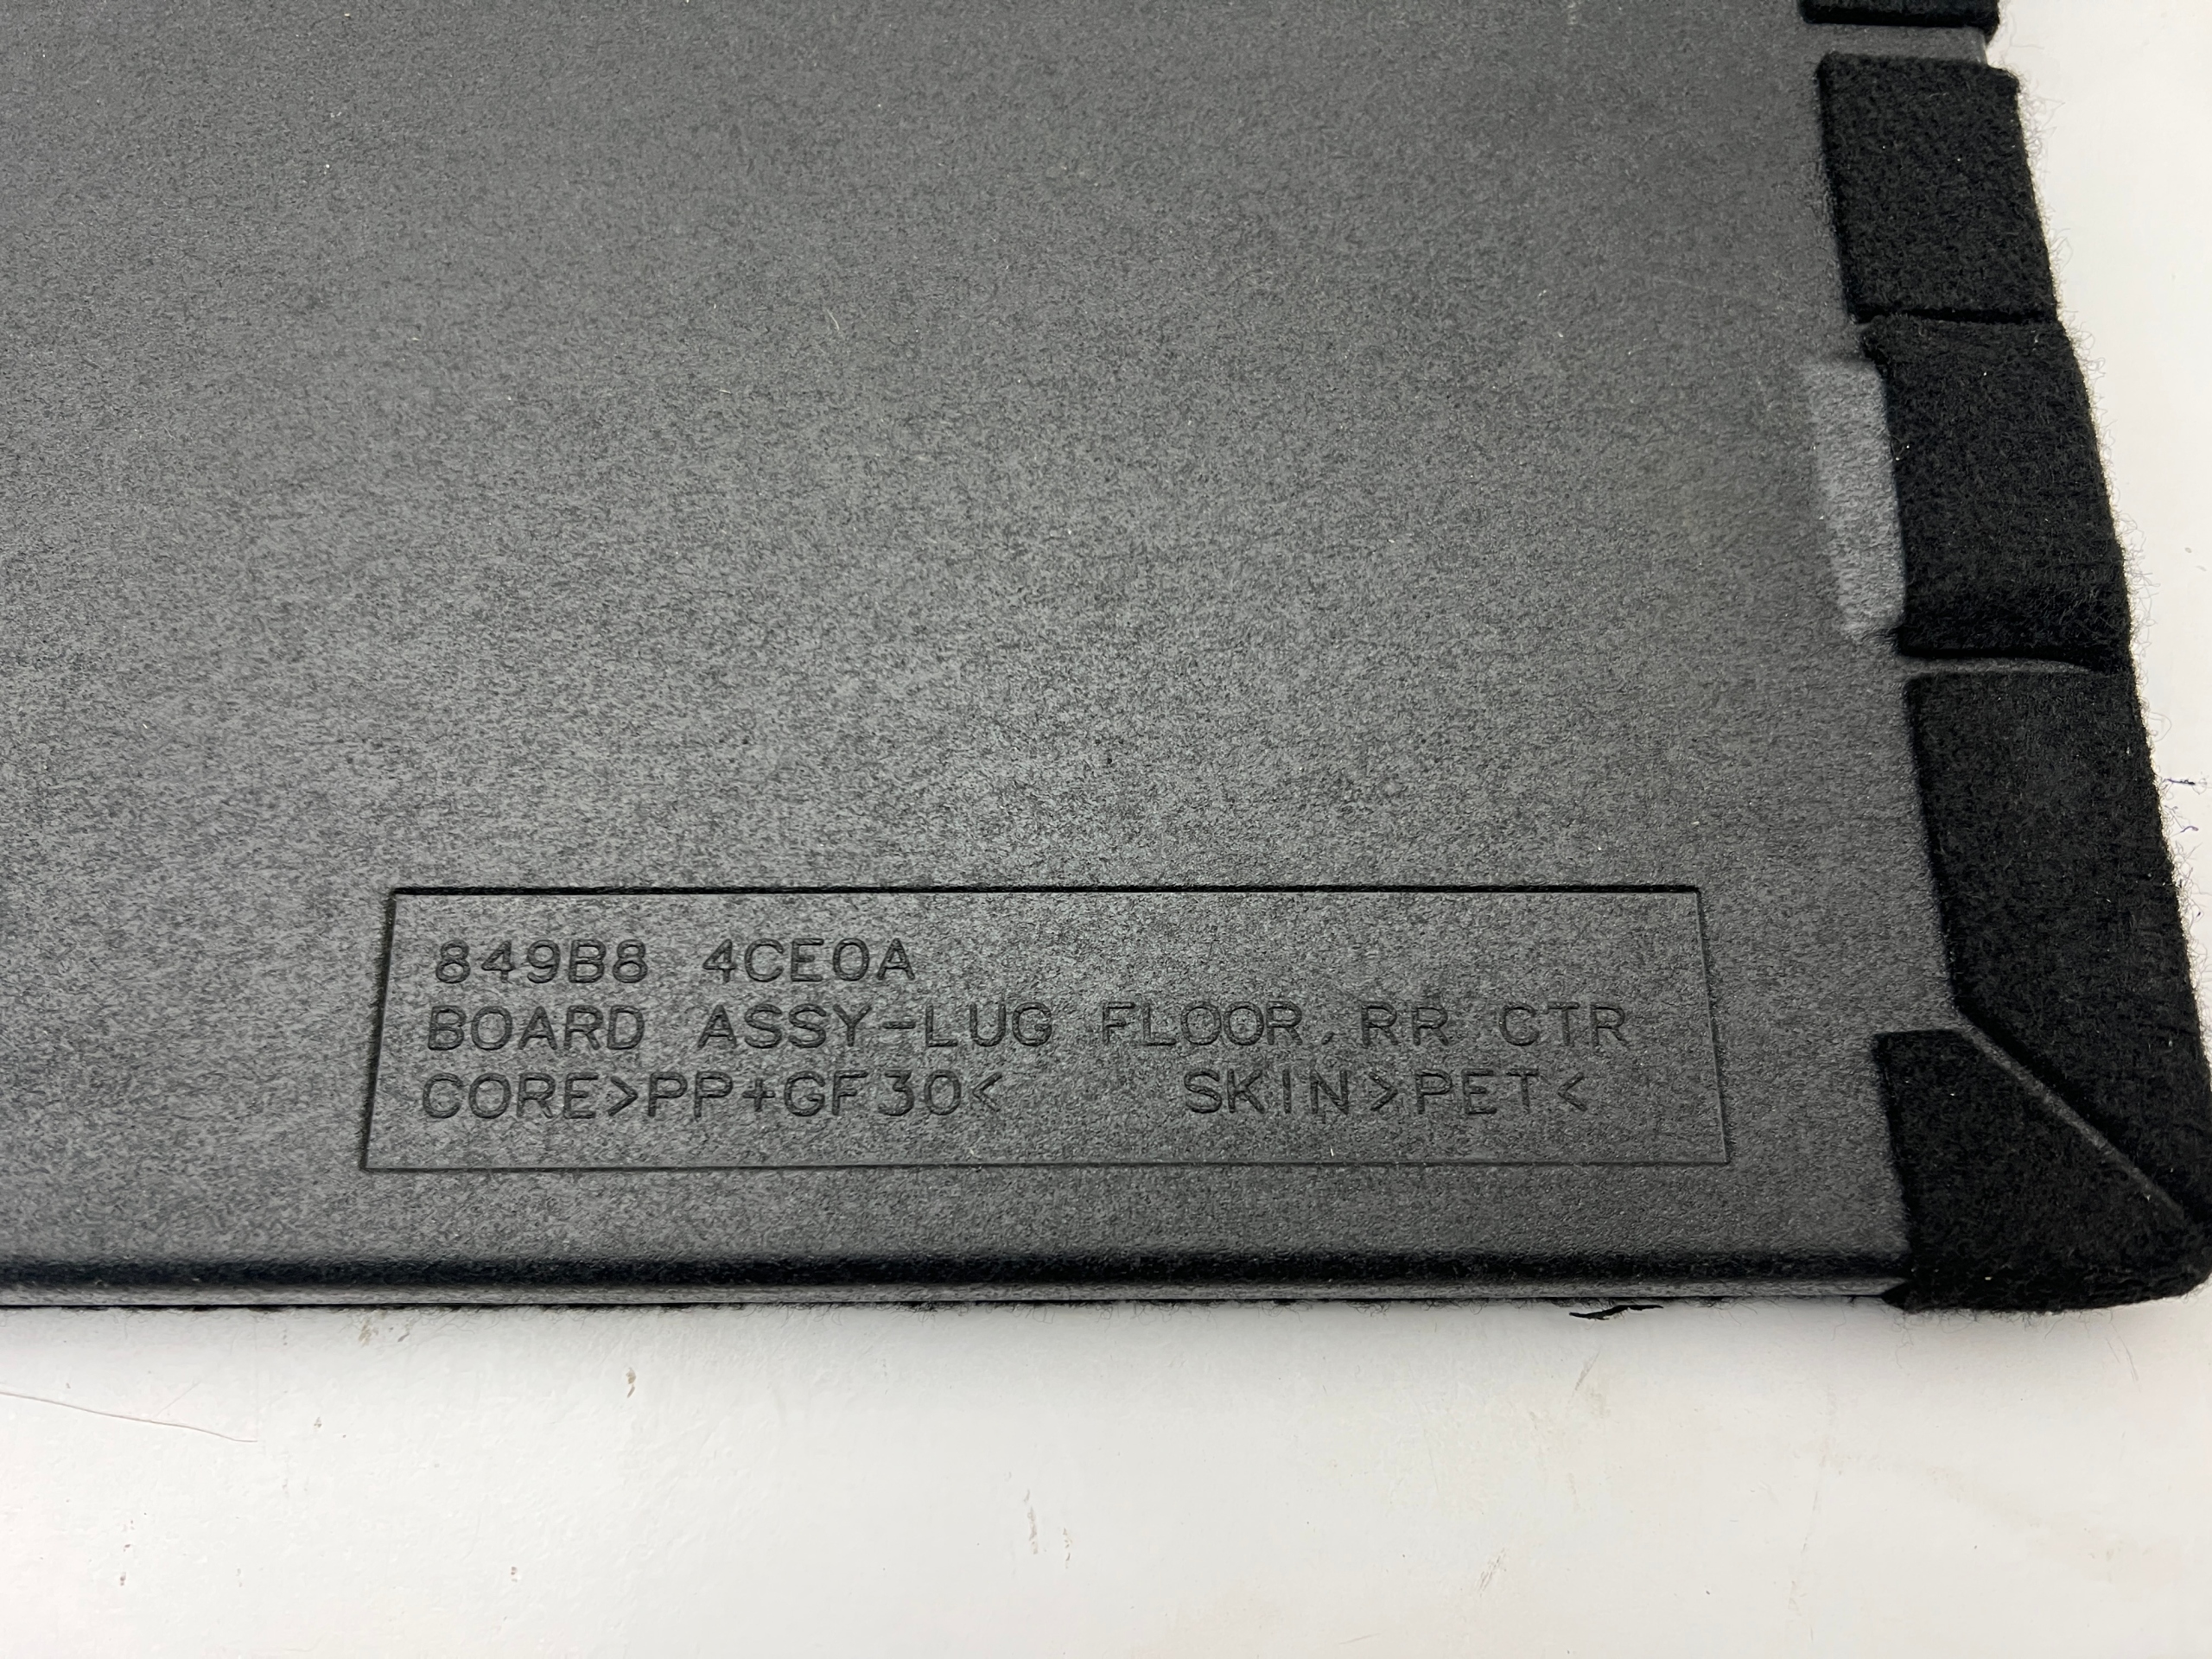 849B8 4CE0A
BOARD ASSY-LUG FLOOR, RR CTR
CORE>PP+GF30< SKIN>PET<